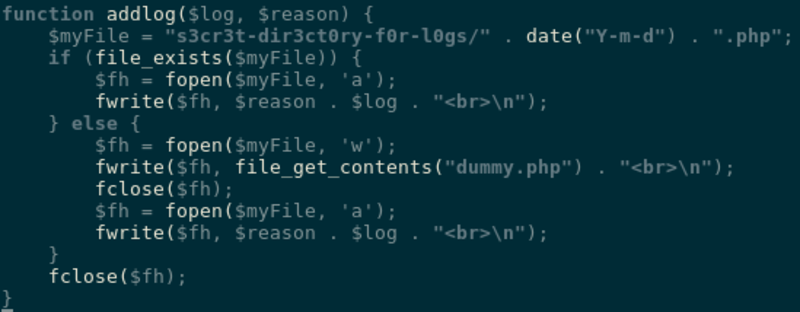 function addlog($log, $reason) {
    $myFile = "s3cr3t-dir3ct0ry-f0r-l0gs/" . date("Y-m-d") . ".php";
    if (file_exists($myFile)) {
        $fh = fopen($myFile, 'a');
        fwrite($fh, $reason . $log . "<br>\n");
    } else {
        $fh = fopen($myFile, 'w');
        fwrite($fh, file_get_contents("dummy.php") . "<br>\n");
        fclose($fh);
        $fh = fopen($myFile, 'a');
        fwrite($fh, $reason . $log . "<br>\n");
    }
    fclose($fh);
}